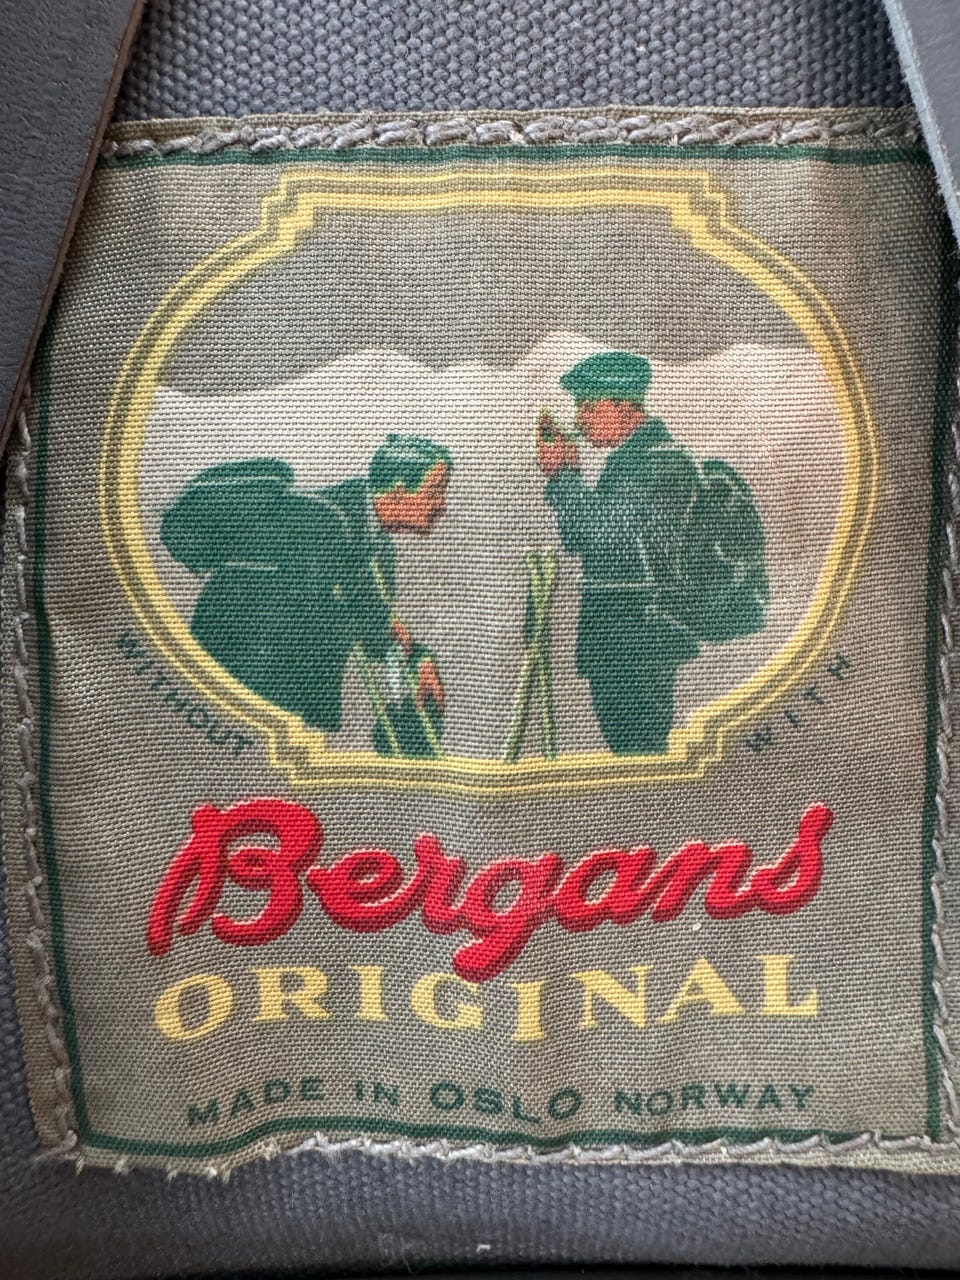 WITHOUT
WITH
Bergans
ORIGINAL
MADE IN OSLO NORWAY